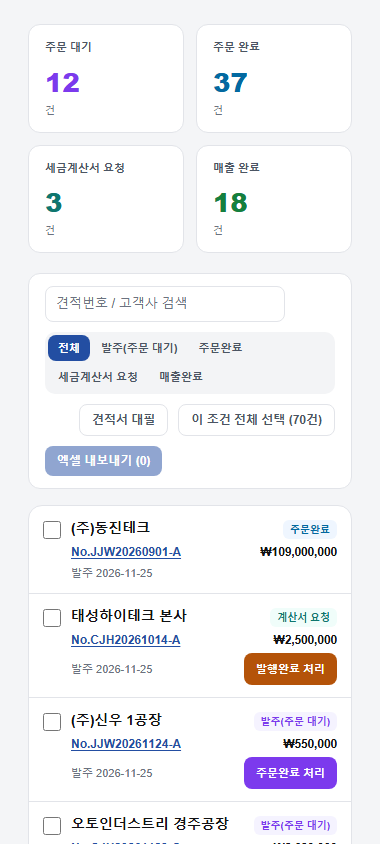 주문 대기
주문 완료
12
37
건
건
세금계산서 요청
매출 완료
3
18
건
건
견적번호 / 고객사 검색
전체
발주(주문 대기)
주문완료
세금계산서 요청
매출완료
견적서 대필
이 조건 전체 선택 (70건)
엑셀 내보내기 (0)
(주)동진테크
주문완료
No.JJW20260901-A
₩109,000,000
발주 2026-11-25
태성하이테크 본사
계산서 요청
No.CJH20261014-A
₩2,500,000
발주 2026-11-25
발행완료 처리
(주)신우 1공장
발주(주문 대기)
No.JJW20261124-A
₩550,000
발주 2026-11-25
주문완료 처리
오토인더스트리 경주공장
발주(주문 대기)